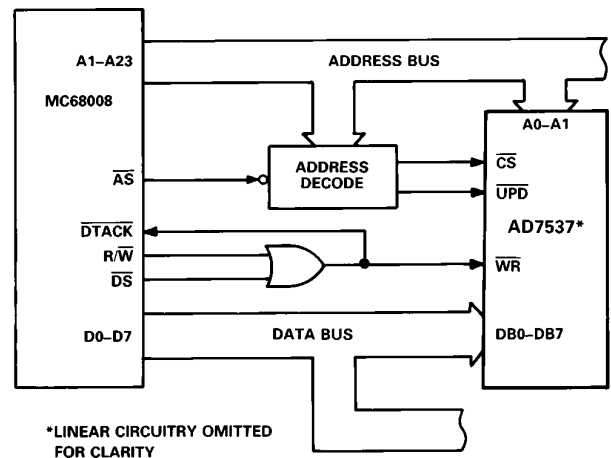 A1–A23
ADDRESS BUS
MC68008
A0–A1
AS
ADDRESS
DECODE
CS
UPD
AD7537*
DTACK
R/W
DS
WR
D0–D7
DATA BUS
DB0–DB7
*LINEAR CIRCUITRY OMITTED
FOR CLARITY